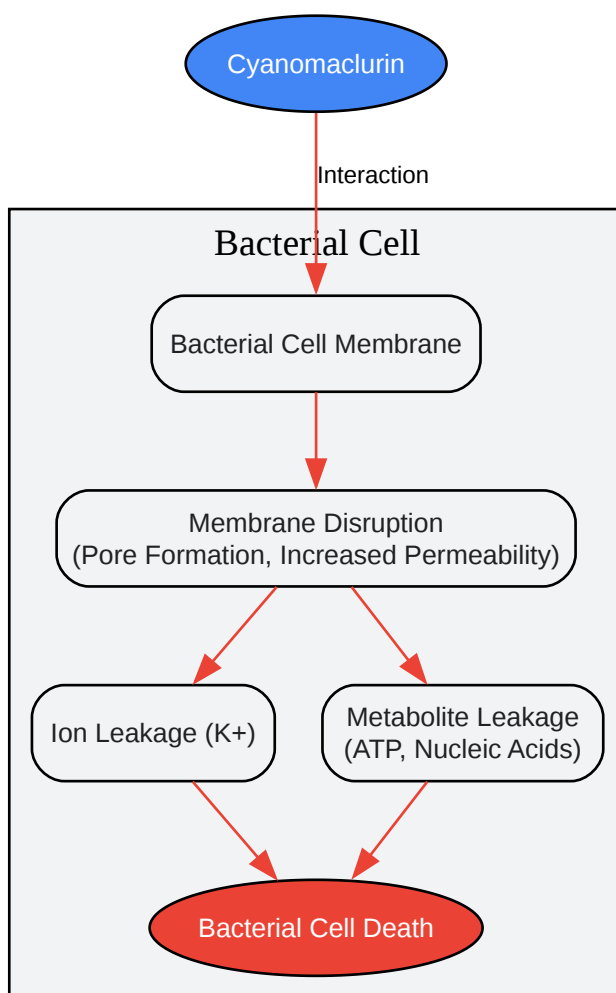 Cyanomaclurin
Interaction
Bacterial Cell
Bacterial Cell Membrane
Membrane Disruption
(Pore Formation, Increased Permeability)
Ion Leakage (K+)
Metabolite Leakage
(ATP, Nucleic Acids)
Bacterial Cell Death